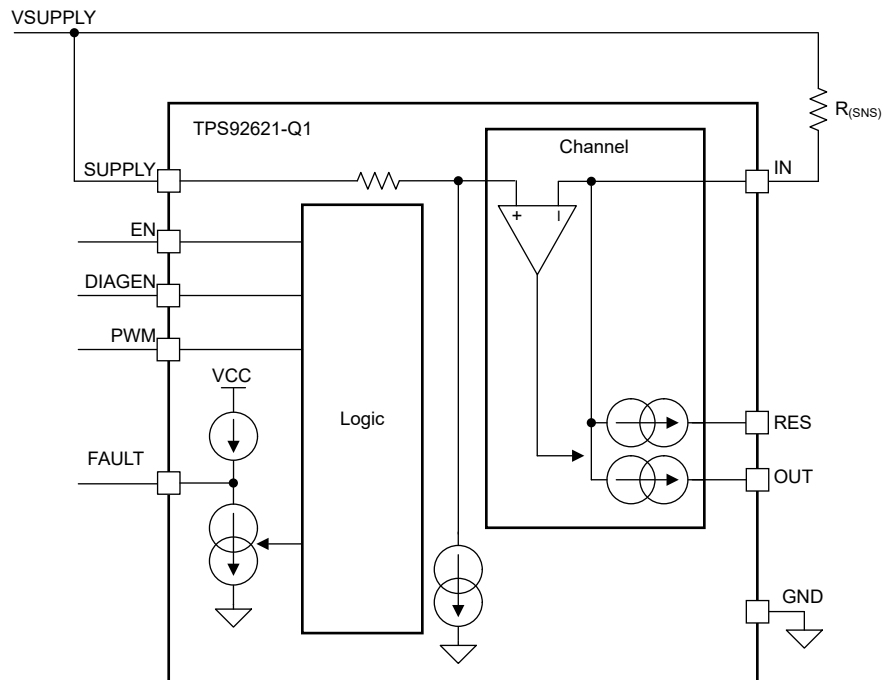 VSUPPLY
R(SNS)
TPS92621-Q1
Channel
SUPPLY
IN
+
–
EN
DIAGEN
PWM
VCC
Logic
RES
FAULT
OUT
GND